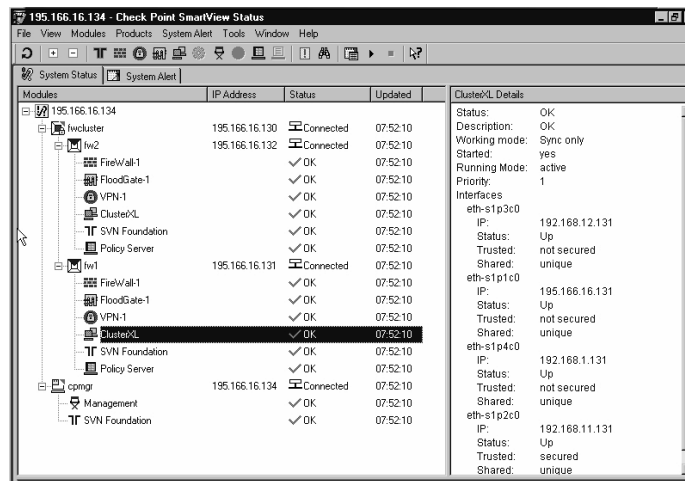 195.166.16.134 - Check Point SmartView Status
File View Modules Products System Alert Tools Window Help
System Status System Alert
Modules IP Address Status Updated
195.166.16.134
fwcluster 195.166.16.130 Connected 07:52:10
fw2 195.166.16.132 Connected 07:52:10
FireWall-1 OK 07:52:10
FloodGate-1 OK 07:52:10
VPN-1 OK 07:52:10
ClusterXL OK 07:52:10
SVN Foundation OK 07:52:10
Policy Server OK 07:52:10
fw1 195.166.16.131 Connected 07:52:10
FireWall-1 OK 07:52:10
FloodGate-1 OK 07:52:10
VPN-1 OK 07:52:10
ClusterXL OK 07:52:10
SVN Foundation OK 07:52:10
Policy Server OK 07:52:10
cpmgr 195.166.16.134 Connected 07:52:10
Management OK 07:52:10
SVN Foundation OK 07:52:10
ClusterXL Details
Status: OK
Description: OK
Working mode: Sync only
Started: yes
Running Mode: active
Priority: 1
Interfaces
eth-s1p3c0
IP: 192.168.12.131
Status: Up
Trusted: not secured
Shared: unique
eth-s1p1c0
IP: 195.166.16.131
Status: Up
Trusted: not secured
Shared: unique
eth-s1p4c0
IP: 192.168.1.131
Status: Up
Trusted: not secured
Shared: unique
eth-s1p2c0
IP: 192.168.11.131
Status: Up
Trusted: secured
Shared: unique